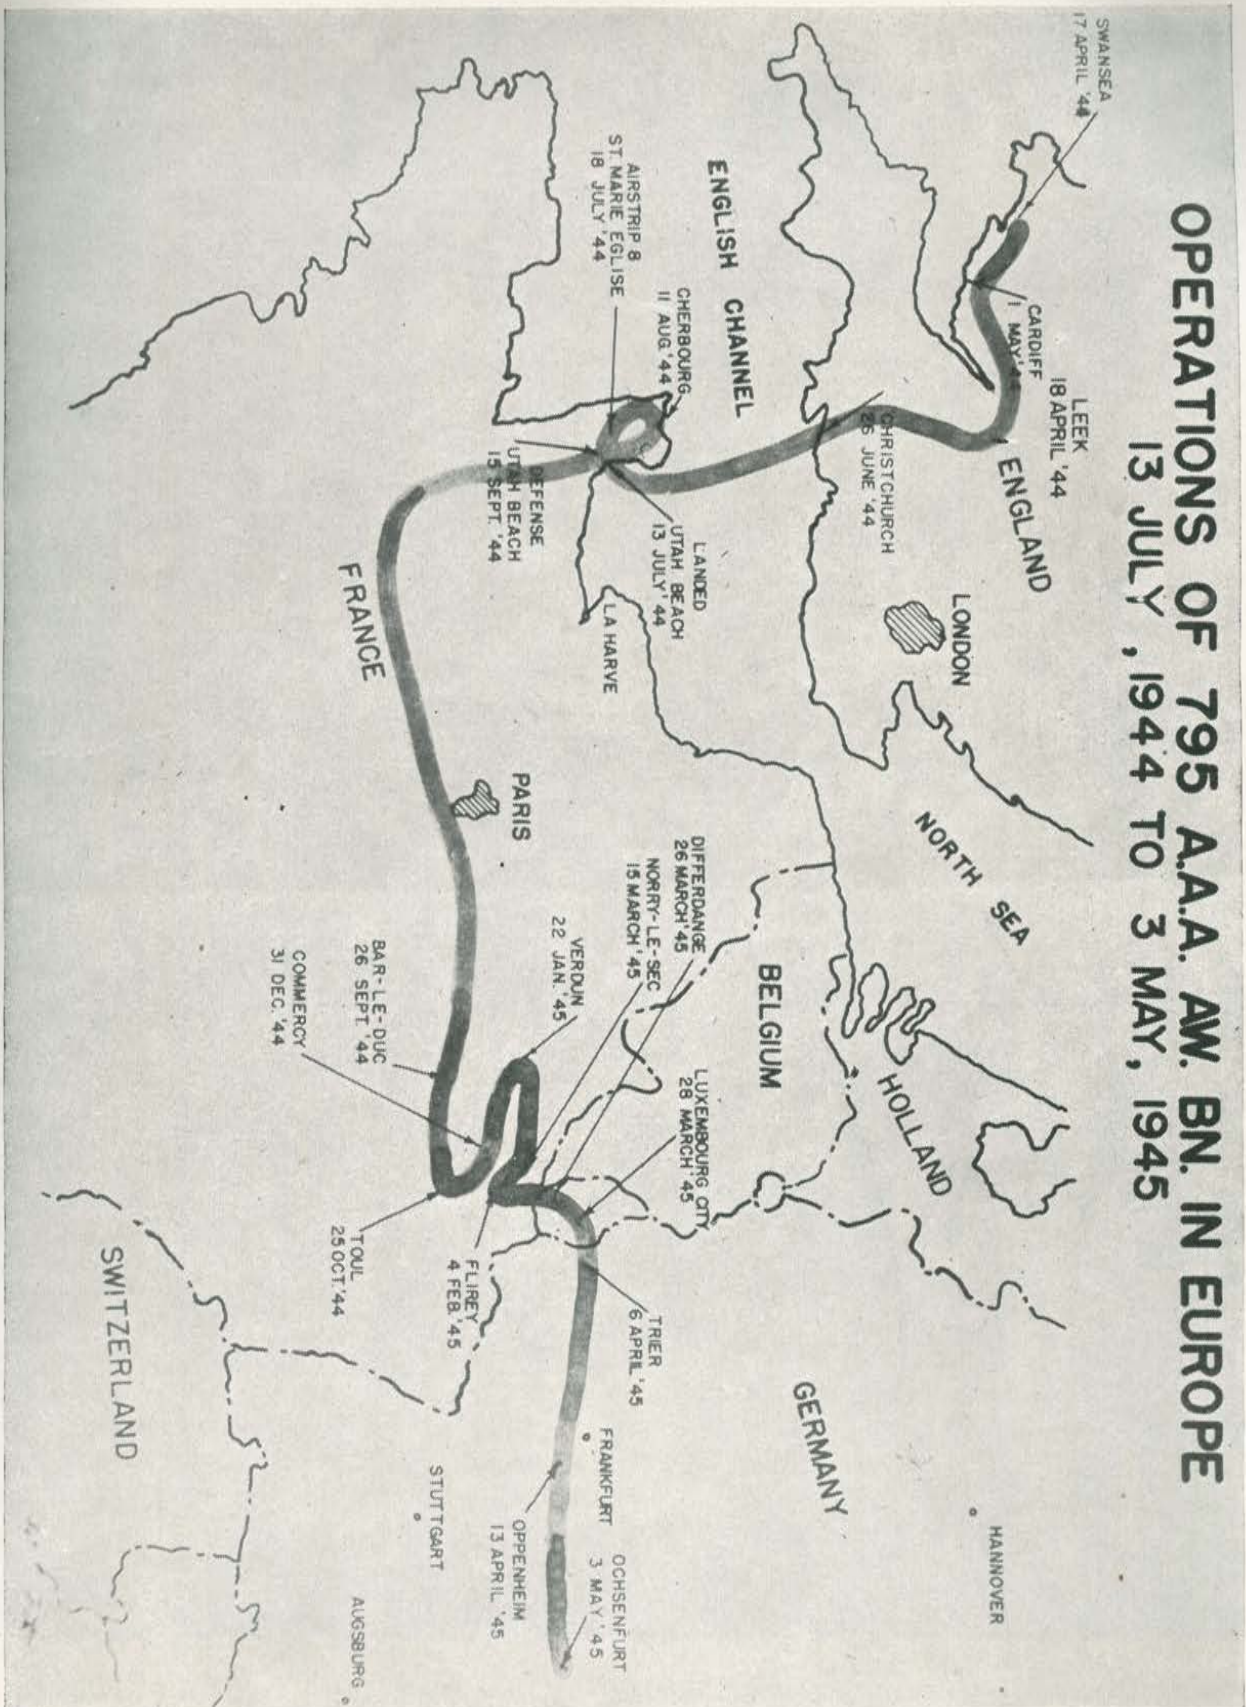 OPERATIONS OF 795 A.A.A. AW. BN. IN EUROPE
13 JULY, 1944 TO 3 MAY, 1945
SWANSEA
17 APRIL '44
CARDIFF
1 MAY '44
LEEK
18 APRIL '44
ENGLAND
LONDON
NORTH SEA
CHRISTCHURCH
26 JUNE '44
ENGLISH CHANNEL
AIRSTRIP 8
ST. MARIE EGLISE
18 JULY '44
CHERBOURG
11 AUG. '44
LANDED
UTAH BEACH
13 JULY '44
DEFENSE
UTAH BEACH
15 SEPT. '44
LA HARVE
FRANCE
PARIS
HOLLAND
BELGIUM
DIFFERDANGE
26 MARCH '45
NORRY-LE-SEC
15 MARCH '45
VERDUN
22 JAN. '45
BAR-LE-DUC
26 SEPT. '44
COMMERCY
31 DEC. '44
LUXEMBOURG CITY
28 MARCH '45
TOUL
25 OCT. '44
FLIREY
4 FEB. '45
TRIER
6 APRIL '45
GERMANY
HANNOVER
FRANKFURT
OCHSENFURT
3 MAY '45
OPPENHEIM
13 APRIL '45
STUTTGART
AUGSBURG
SWITZERLAND